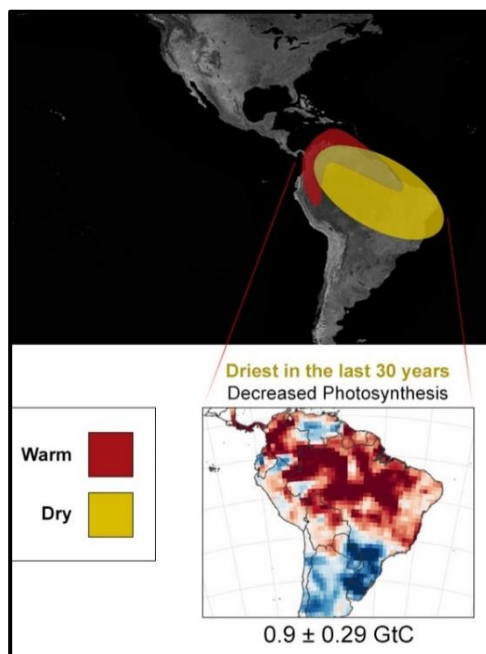 Driest in the last 30 years
Decreased Photosynthesis
Warm
Dry
0.9 ± 0.29 GtC